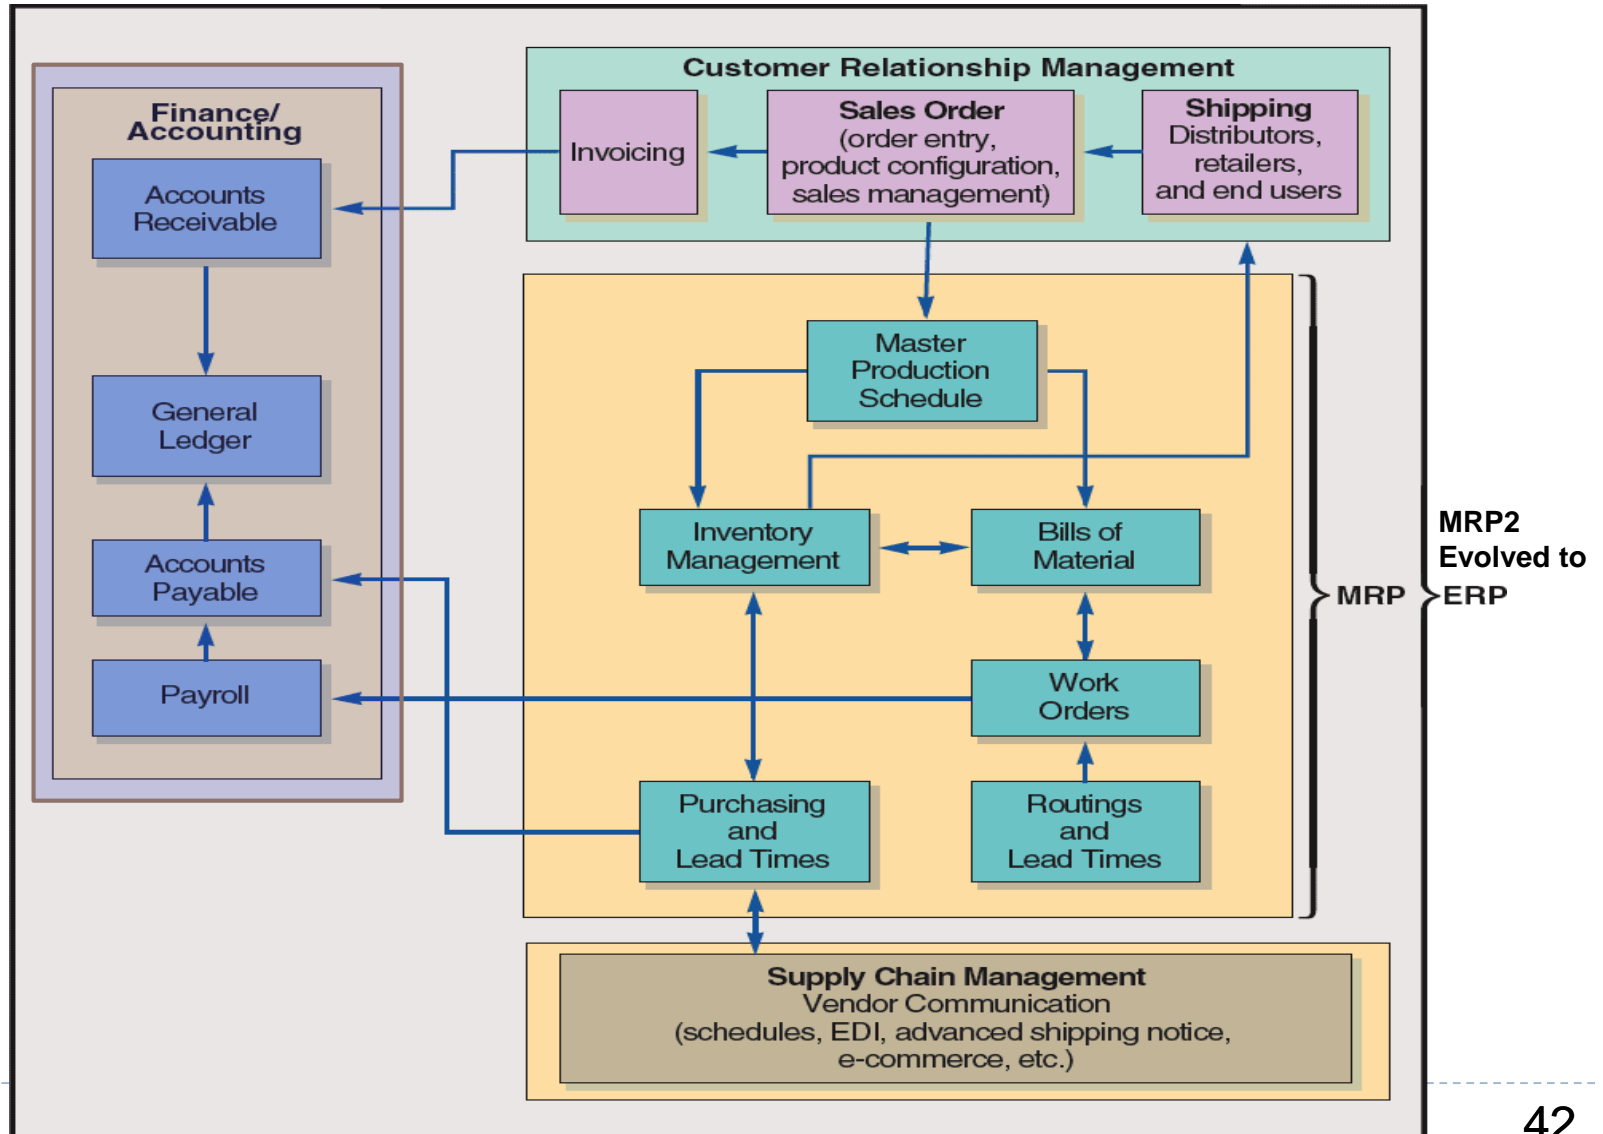 Customer Relationship Management
Finance/
Accounting
Invoicing
Sales Order
(order entry,
product configuration,
sales management)
Shipping
Distributors,
retailers,
and end users
Accounts
Receivable
General
Ledger
Accounts
Payable
Payroll
Master
Production
Schedule
Inventory
Management
Bills of
Material
Work
Orders
Purchasing
and
Lead Times
Routings
and
Lead Times
MRP
MRP2
Evolved to
ERP
Supply Chain Management
Vendor Communication
(schedules, EDI, advanced shipping notice,
e-commerce, etc.)
42